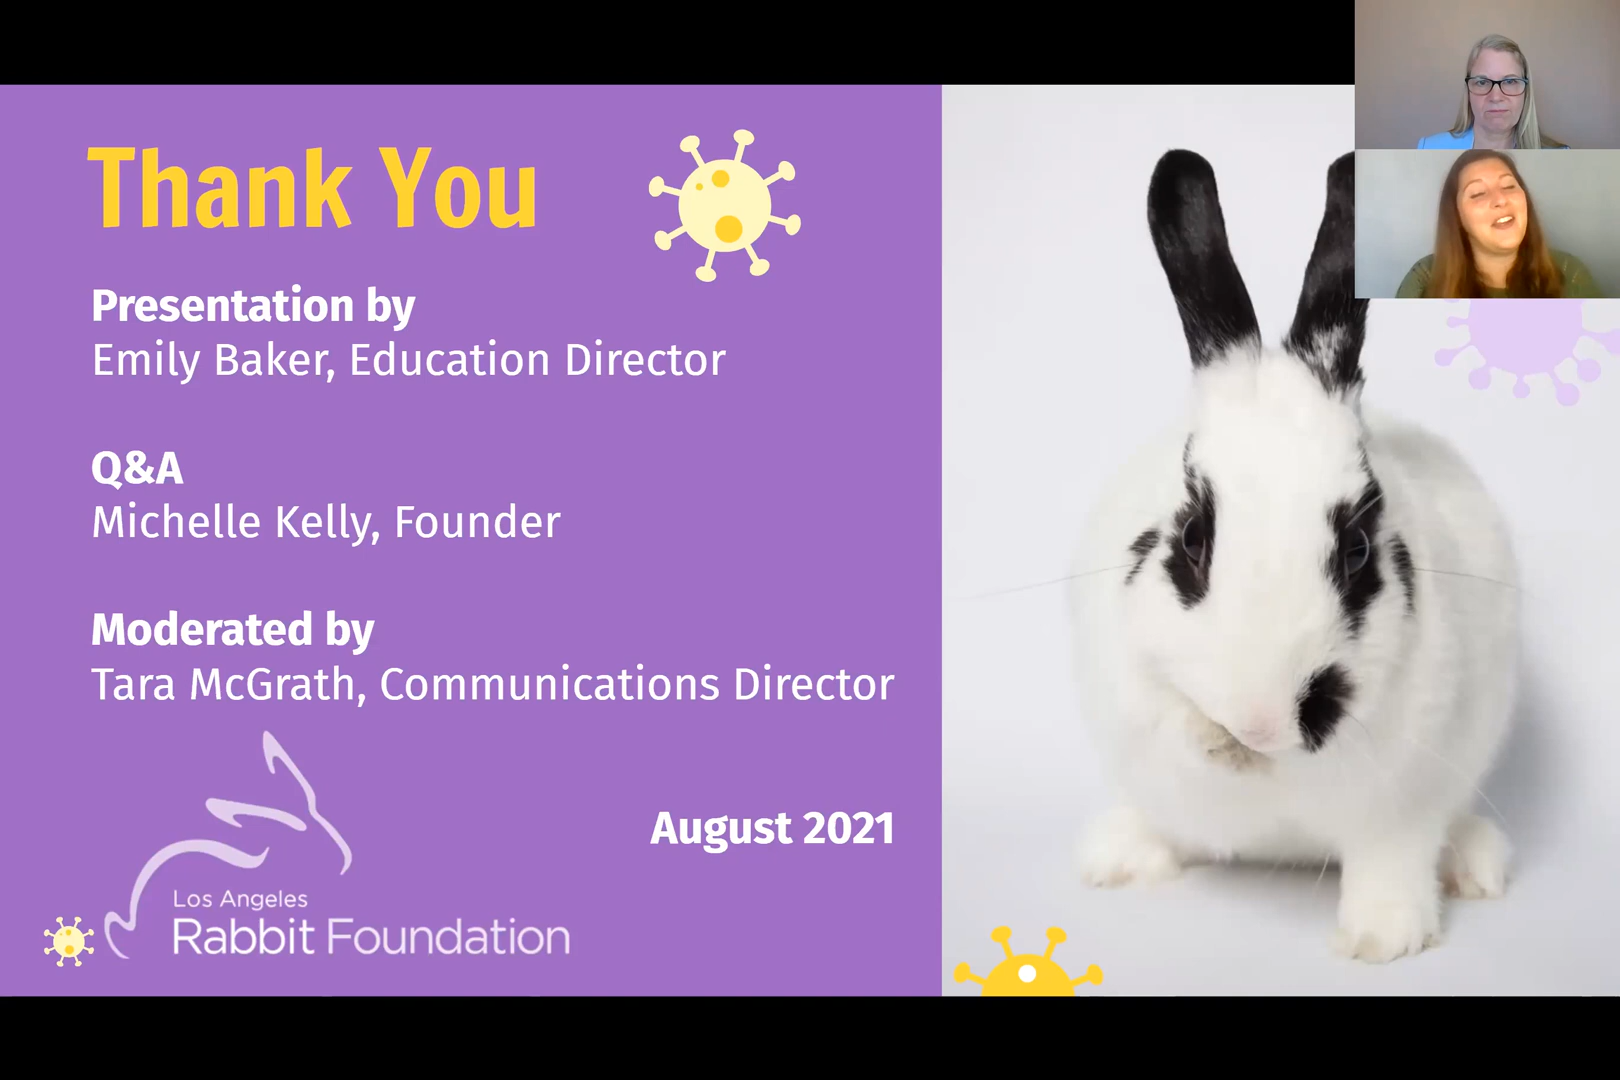 Thank You
Presentation by
Emily Baker, Education Director
Q&A
Michelle Kelly, Founder
Moderated by
Tara McGrath, Communications Director
August 2021
Los Angeles
Rabbit Foundation